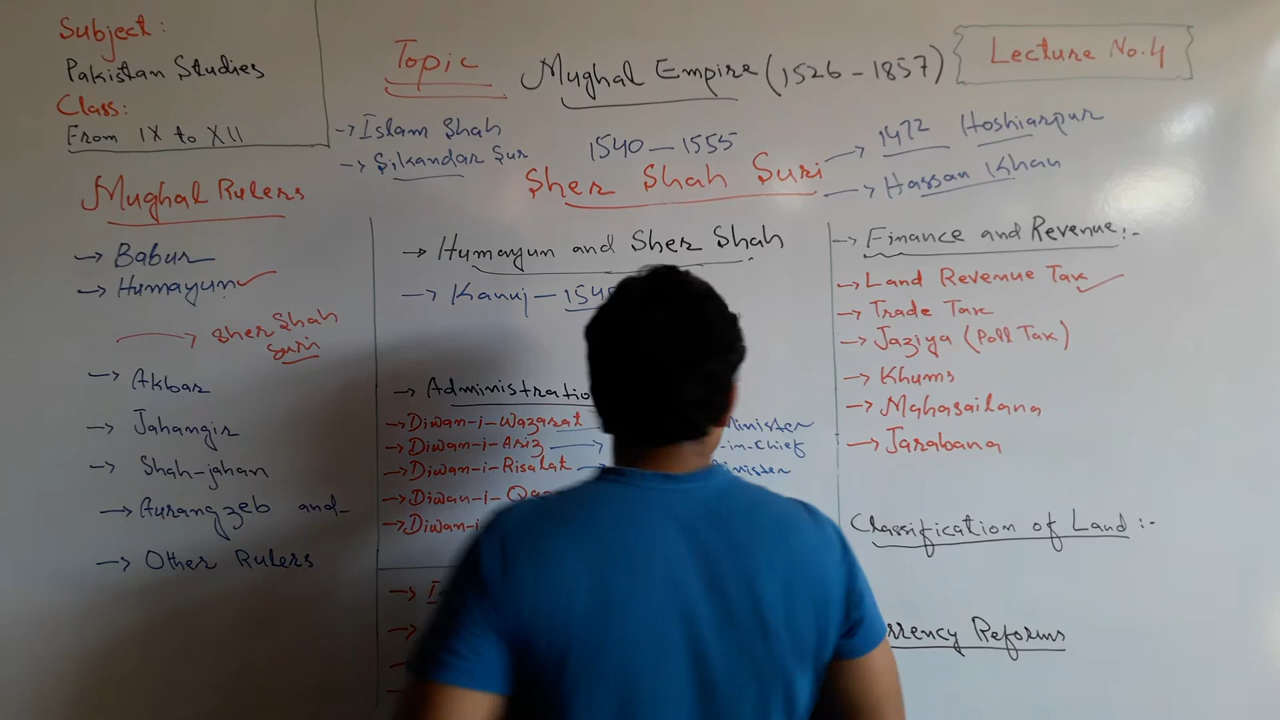 Subject:
Pakistan Studies
Class:
From IX to XII
Topic Mughal Empire (1526-1857)
Lecture No.4
→ Islam Shah
→ Sikandar Sur
1540-1555
Sher Shah Suri
→ 1472 Hoshiarpur
→ Hassan Khan
Mughal Rulers
→ Babur
→ Humayun ✓
→ Sher Shah
Suri
→ Akbar
→ Jahangir
→ Shah-jahan
→ Aurangzeb and
→ Other Rulers
→ Humayun and Sher Shah
→ Kanuj-
→ Administration
→ Diwan-i-Wazarat
→ Diwan-i-Ariz → -in-Chief
→ Diwan-i-Risalat → Minister
→ Diwan-i-
→ Diwan-i
→ Finance and Revenue:-
→ Land Revenue Tax ✓
→ Trade Tax
→ Jaziya (Poll Tax)
→ Khums
→ Mahasailana
→ Jarabana
Classification of Land:-
Reforms